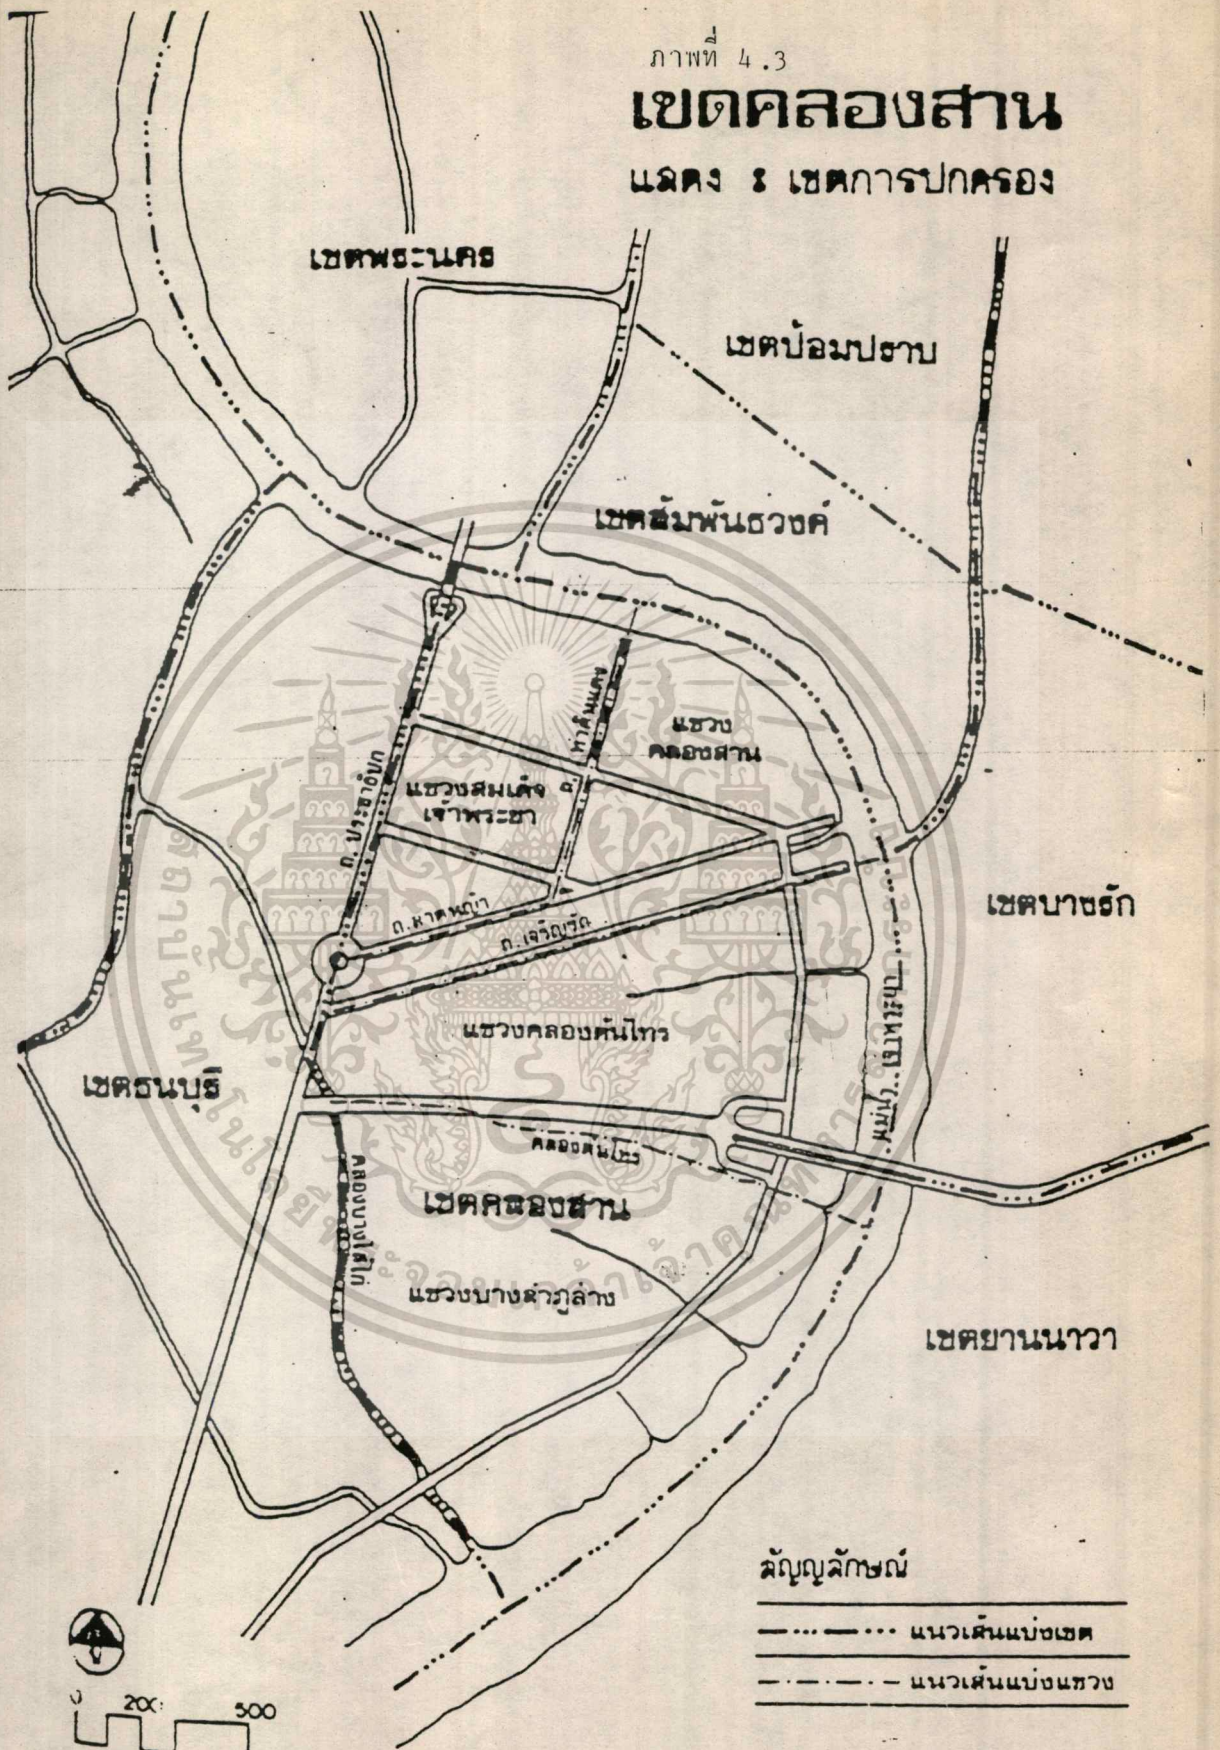 ภาพที่ 4.3
เขตคลองสาน
แสดง : เขตการปกครอง
เขตพระนคร
เขตป้อมปราบ
เขตสัมพันธวงศ์
ถ.ท่าดินแดง
แขวง
คลองสาน
ถ.ประชาธิปก
แขวงสมเด็จ
เจ้าพระยา
ถ.ลาดหญ้า
ถ.เจริญรัถ
เขตบางรัก
แขวงคลองต้นไทร
เขตธนบุรี
คลองต้นไทร
คลองบางไส้ไก่
เขตคลองสาน
แขวงบางลำภูล่าง
เขตยานนาวา
สัญญลักษณ์
แนวเส้นแบ่งเขต
แนวเส้นแบ่งแขวง
0 200 500